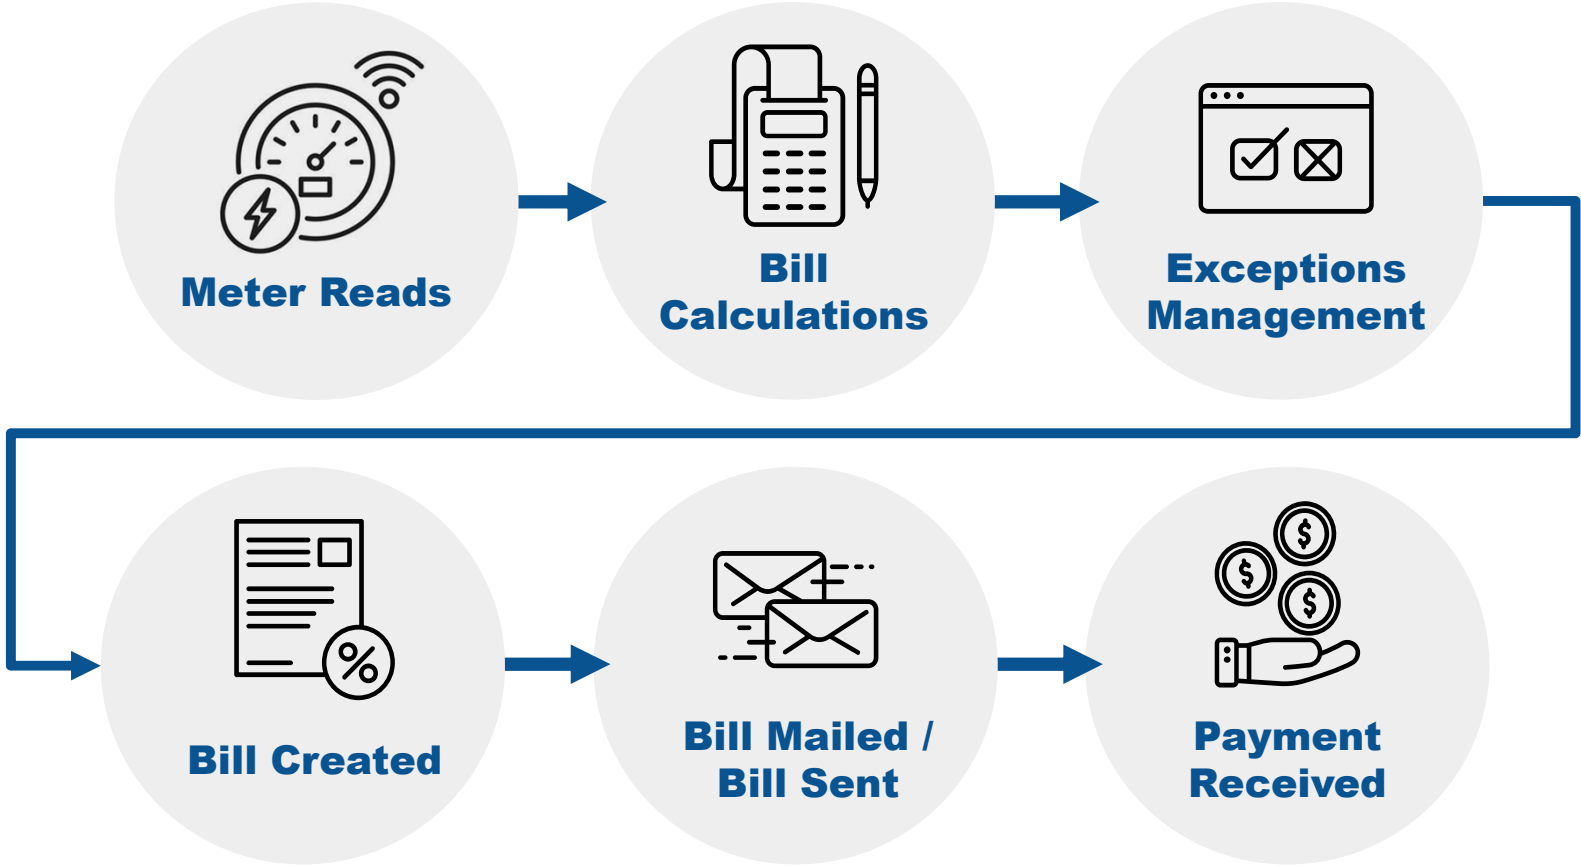 Meter Reads
Bill
Calculations
Exceptions
Management
Bill Created
%
Bill Mailed /
Bill Sent
$
$
$
Payment
Received